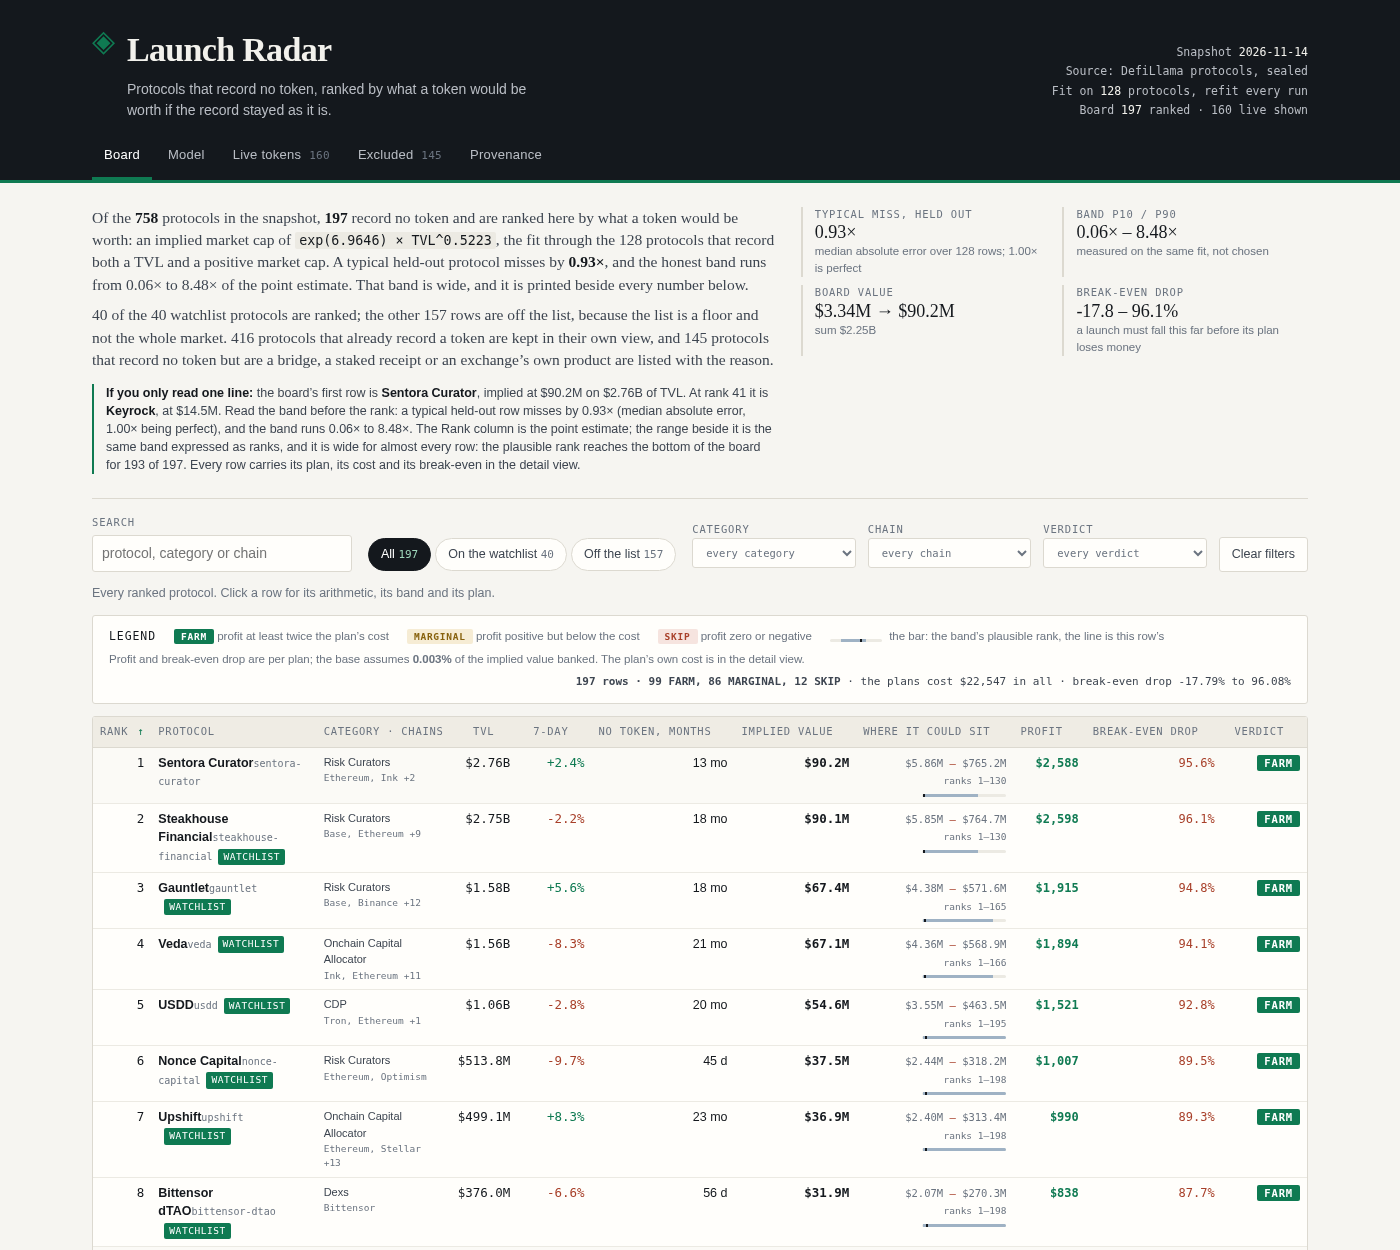 Launch Radar
Protocols that record no token, ranked by what a token would be
worth if the record stayed as it is.
Snapshot 2026-11-14
Source: DefiLlama protocols, sealed
Fit on 128 protocols, refit every run
Board 197 ranked · 160 live shown
Board Model Live tokens 160 Excluded 145 Provenance
Of the 758 protocols in the snapshot, 197 record no token and are ranked here by what a token would be
worth: an implied market cap of exp(6.9646) × TVL^0.5223, the fit through the 128 protocols that record
both a TVL and a positive market cap. A typical held-out protocol misses by 0.93×, and the honest band runs
from 0.06× to 8.48× of the point estimate. That band is wide, and it is printed beside every number below.
40 of the 40 watchlist protocols are ranked; the other 157 rows are off the list, because the list is a floor and
not the whole market. 416 protocols that already record a token are kept in their own view, and 145 protocols
that record no token but are a bridge, a staked receipt or an exchange’s own product are listed with the reason.
If you only read one line: the board’s first row is Sentora Curator, implied at $90.2M on $2.76B of TVL. At rank 41 it is
Keyrock, at $14.5M. Read the band before the rank: a typical held-out row misses by 0.93× (median absolute error,
1.00× being perfect), and the band runs 0.06× to 8.48×. The Rank column is the point estimate; the range beside it is the
same band expressed as ranks, and it is wide for almost every row: the plausible rank reaches the bottom of the board
for 193 of 197. Every row carries its plan, its cost and its break-even in the detail view.
TYPICAL MISS, HELD OUT
0.93×
median absolute error over 128 rows; 1.00×
is perfect
BAND P10 / P90
0.06× – 8.48×
measured on the same fit, not chosen
BOARD VALUE
$3.34M → $90.2M
sum $2.25B
BREAK-EVEN DROP
-17.8 – 96.1%
a launch must fall this far before its plan
loses money
SEARCH
protocol, category or chain
All 197 On the watchlist 40 Off the list 157
CATEGORY
every category
CHAIN
every chain
VERDICT
every verdict
Clear filters
Every ranked protocol. Click a row for its arithmetic, its band and its plan.
LEGEND FARM profit at least twice the plan’s cost MARGINAL profit positive but below the cost SKIP profit zero or negative the bar: the band’s plausible rank, the line is this row’s
Profit and break-even drop are per plan; the base assumes 0.003% of the implied value banked. The plan’s own cost is in the detail view.
197 rows · 99 FARM, 86 MARGINAL, 12 SKIP · the plans cost $22,547 in all · break-even drop -17.79% to 96.08%
RANK ↑ PROTOCOL CATEGORY · CHAINS TVL 7-DAY NO TOKEN, MONTHS IMPLIED VALUE WHERE IT COULD SIT PROFIT BREAK-EVEN DROP VERDICT
1 Sentora Curatorsentora- Risk Curators $2.76B +2.4% 13 mo $90.2M $5.86M – $765.2M $2,588 95.6% FARM
curator Ethereum, Ink +2 ranks 1–130
2 Steakhouse Risk Curators $2.75B -2.2% 18 mo $90.1M $5.85M – $764.7M $2,598 96.1% FARM
Financialsteakhouse- Base, Ethereum +9 ranks 1–130
financial WATCHLIST
3 Gauntletgauntlet Risk Curators $1.58B +5.6% 18 mo $67.4M $4.38M – $571.6M $1,915 94.8% FARM
WATCHLIST Base, Binance +12 ranks 1–165
4 Vedaveda WATCHLIST Onchain Capital $1.56B -8.3% 21 mo $67.1M $4.36M – $568.9M $1,894 94.1% FARM
Allocator ranks 1–166
Ink, Ethereum +11
5 USDDusdd WATCHLIST CDP $1.06B -2.8% 20 mo $54.6M $3.55M – $463.5M $1,521 92.8% FARM
Tron, Ethereum +1 ranks 1–195
6 Nonce Capitalnonce- Risk Curators $513.8M -9.7% 45 d $37.5M $2.44M – $318.2M $1,007 89.5% FARM
capital WATCHLIST Ethereum, Optimism ranks 1–198
7 Upshiftupshift Onchain Capital $499.1M +8.3% 23 mo $36.9M $2.40M – $313.4M $990 89.3% FARM
WATCHLIST Allocator ranks 1–198
Ethereum, Stellar
+13
8 Bittensor Dexs $376.0M -6.6% 56 d $31.9M $2.07M – $270.3M $838 87.7% FARM
dTAObittensor-dtao Bittensor ranks 1–198
WATCHLIST